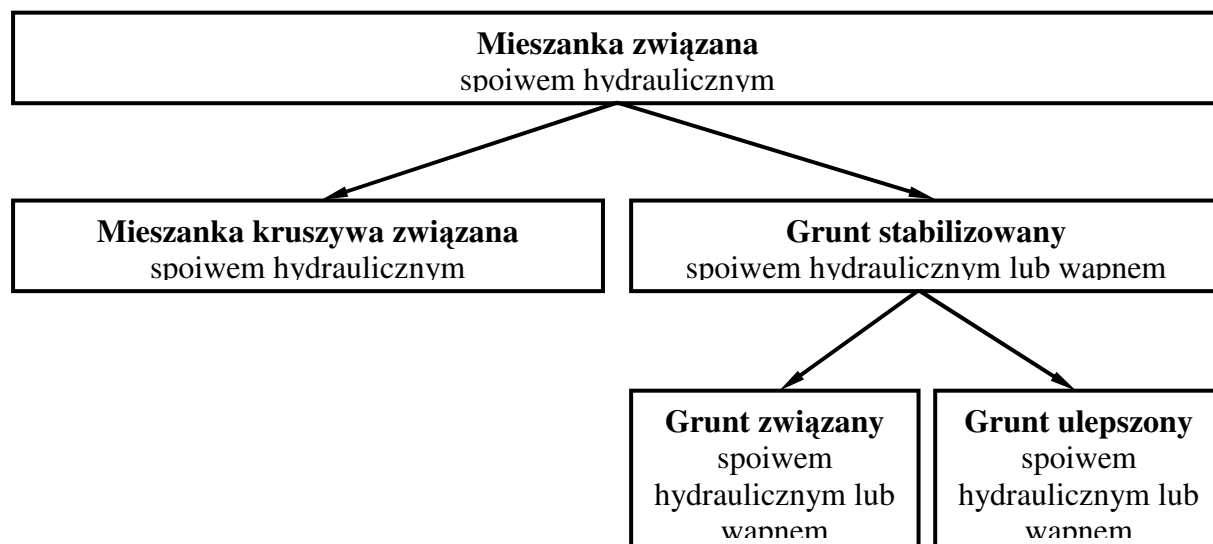 Mieszanka związana
spoiwem hydraulicznym
Mieszanka kruszywa związana
spoiwem hydraulicznym
Grunt stabilizowany
spoiwem hydraulicznym lub wapnem
Grunt związany
spoiwem
hydraulicznym lub
wapnem
Grunt ulepszony
spoiwem
hydraulicznym lub
wapnem